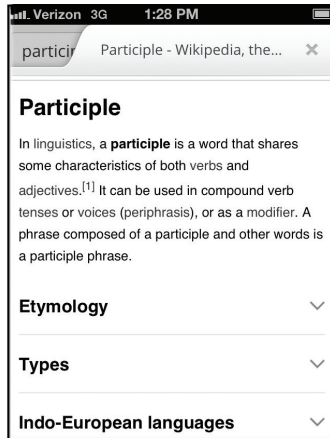 Verizon 3G 1:28 PM
particip Participle - Wikipedia, the... ×
Participle
In linguistics, a participle is a word that shares
some characteristics of both verbs and
adjectives.[1] It can be used in compound verb
tenses or voices (periphrasis), or as a modifier. A
phrase composed of a participle and other words is
a participle phrase.
Etymology
Types
Indo-European languages